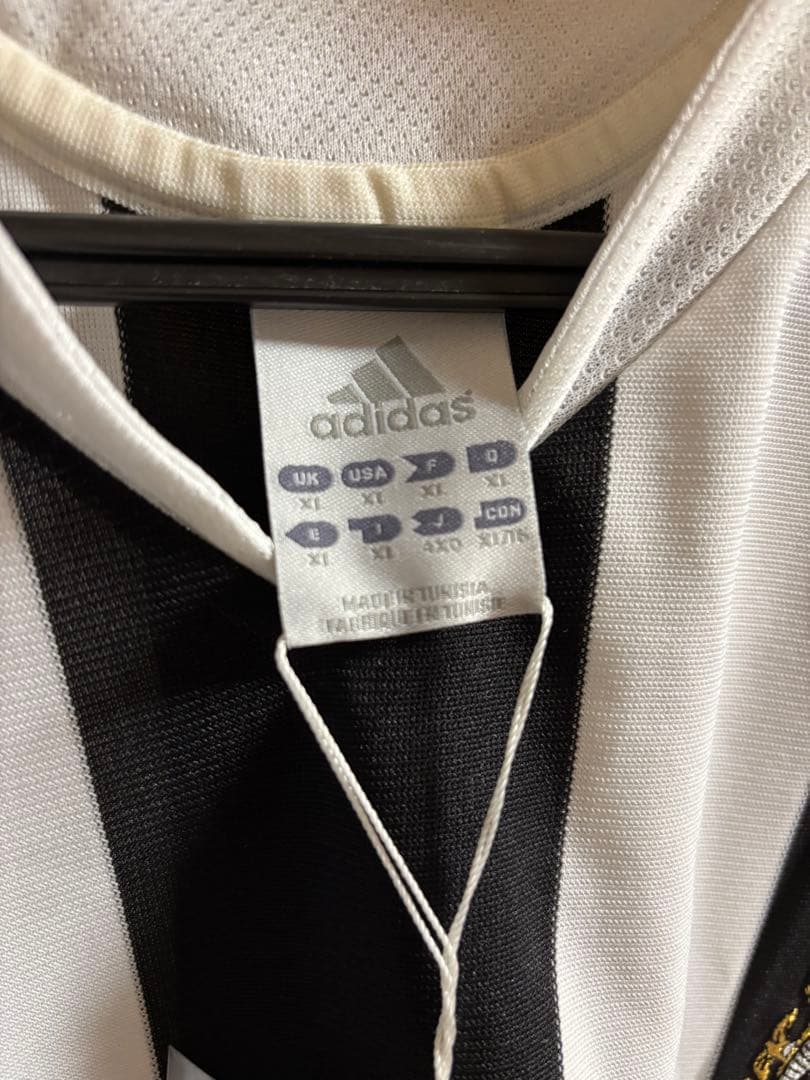 adidas
UK USA F D
XL XL XL XL
E I J CDN
XL XL 4XO XL/TG
MADE IN TUNISIA
FABRIQUE EN TUNISIE